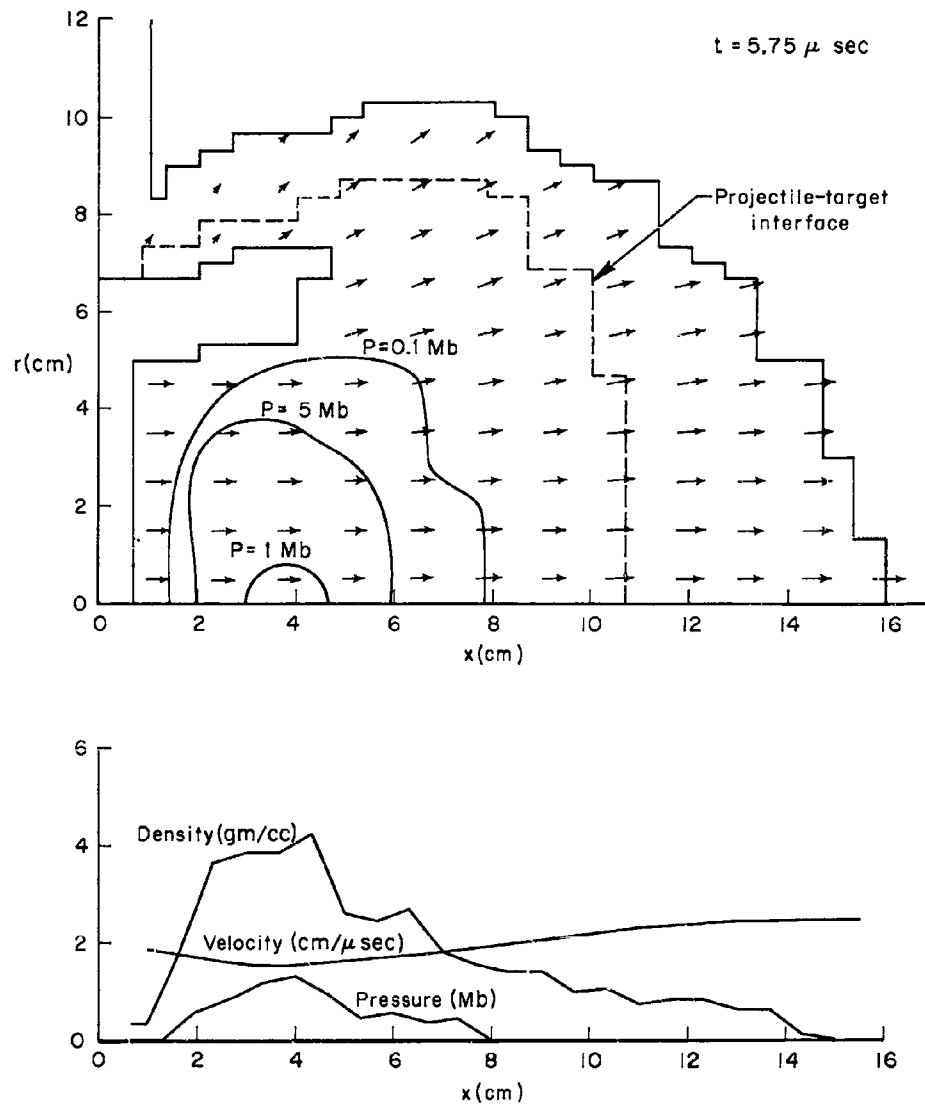 12
t = 5.75 μ sec
10
8
Projectile-target
interface
6
P=0.1 Mb
r(cm)
4
P= 5 Mb
2
P= 1 Mb
0
0 2 4 6 8 10 12 14 16
x(cm)
6
Density(gm/cc)
4
Velocity (cm/μ sec)
2
Pressure (Mb)
0
0 2 4 6 8 10 12 14 16
x(cm)